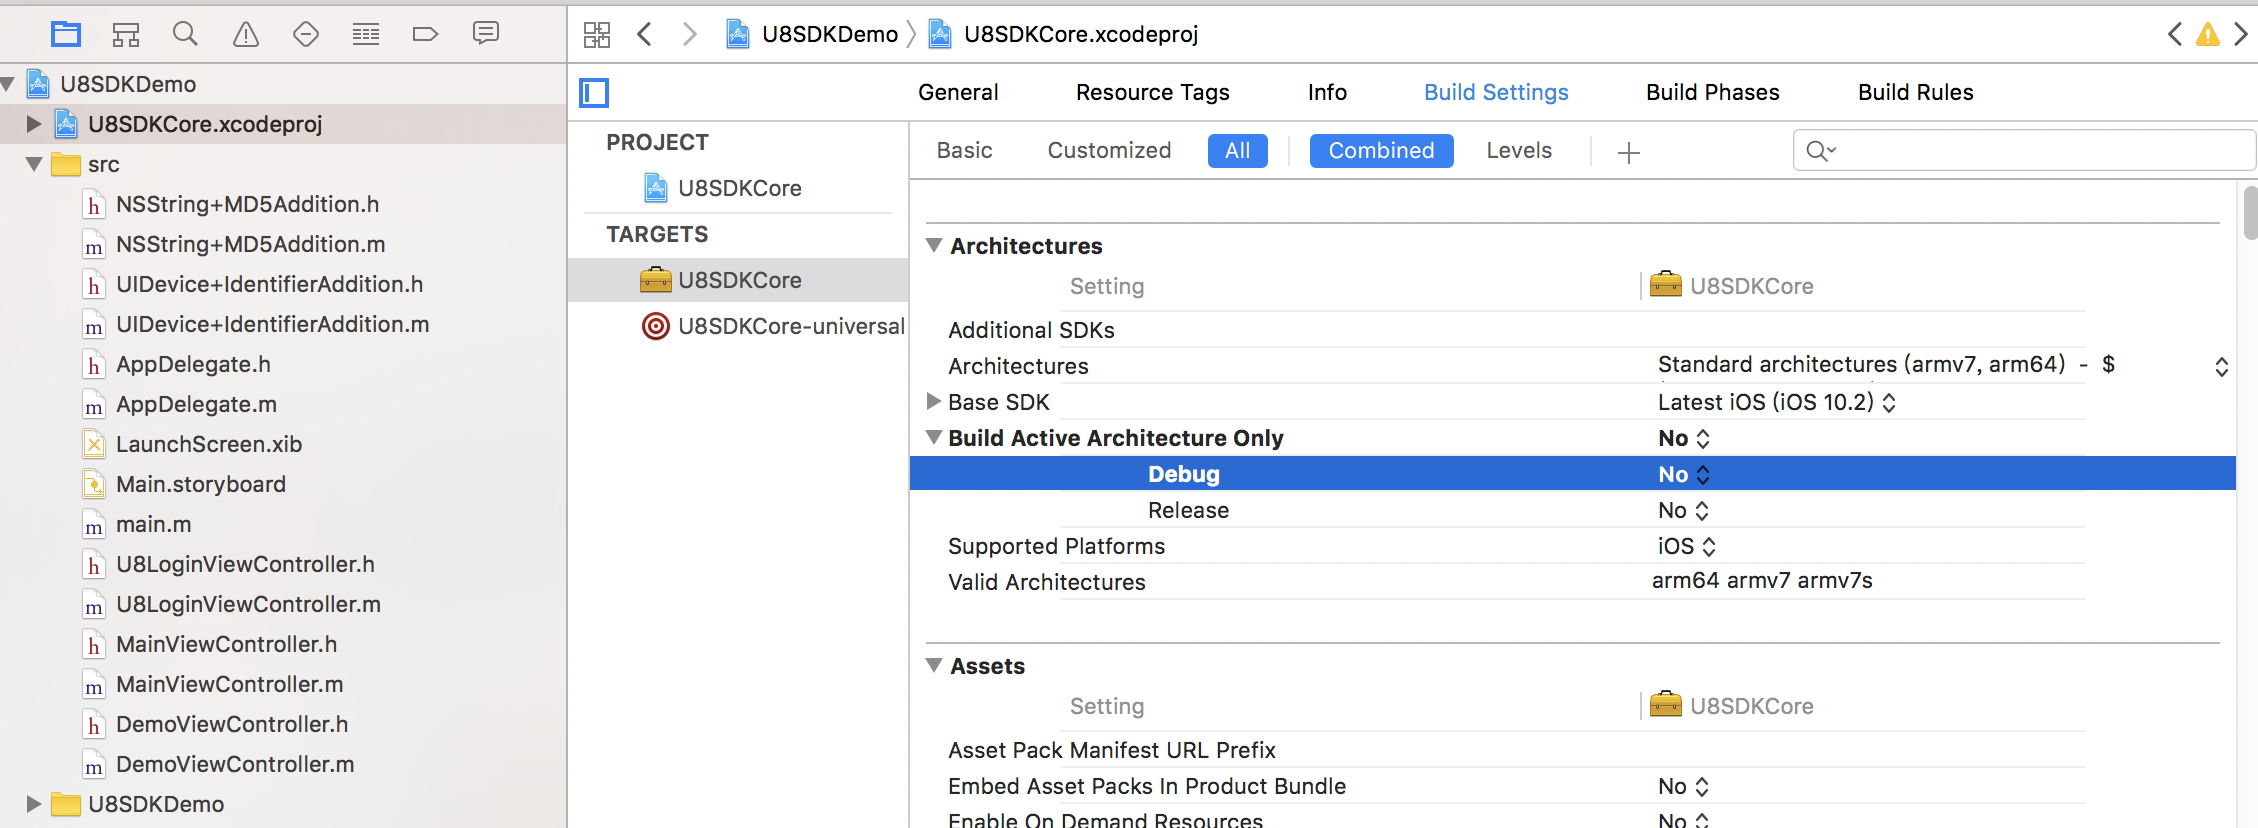 U8SDKDemo
U8SDKCore.xcodeproj
src
h NSString+MD5Addition.h
m NSString+MD5Addition.m
h UIDevice+IdentifierAddition.h
m UIDevice+IdentifierAddition.m
h AppDelegate.h
m AppDelegate.m
LaunchScreen.xib
Main.storyboard
m main.m
h U8LoginViewController.h
m U8LoginViewController.m
h MainViewController.h
m MainViewController.m
h DemoViewController.h
m DemoViewController.m
U8SDKDemo
U8SDKDemo U8SDKCore.xcodeproj
General Resource Tags Info Build Settings Build Phases Build Rules
PROJECT
U8SDKCore
TARGETS
U8SDKCore
U8SDKCore-universal
Basic Customized All Combined Levels +
Architectures
Setting U8SDKCore
Additional SDKs
Architectures Standard architectures (armv7, arm64) - $
Base SDK Latest iOS (iOS 10.2)
Build Active Architecture Only No
Debug No
Release No
Supported Platforms iOS
Valid Architectures arm64 armv7 armv7s
Assets
Setting U8SDKCore
Asset Pack Manifest URL Prefix
Embed Asset Packs In Product Bundle No
Enable On Demand Resources No